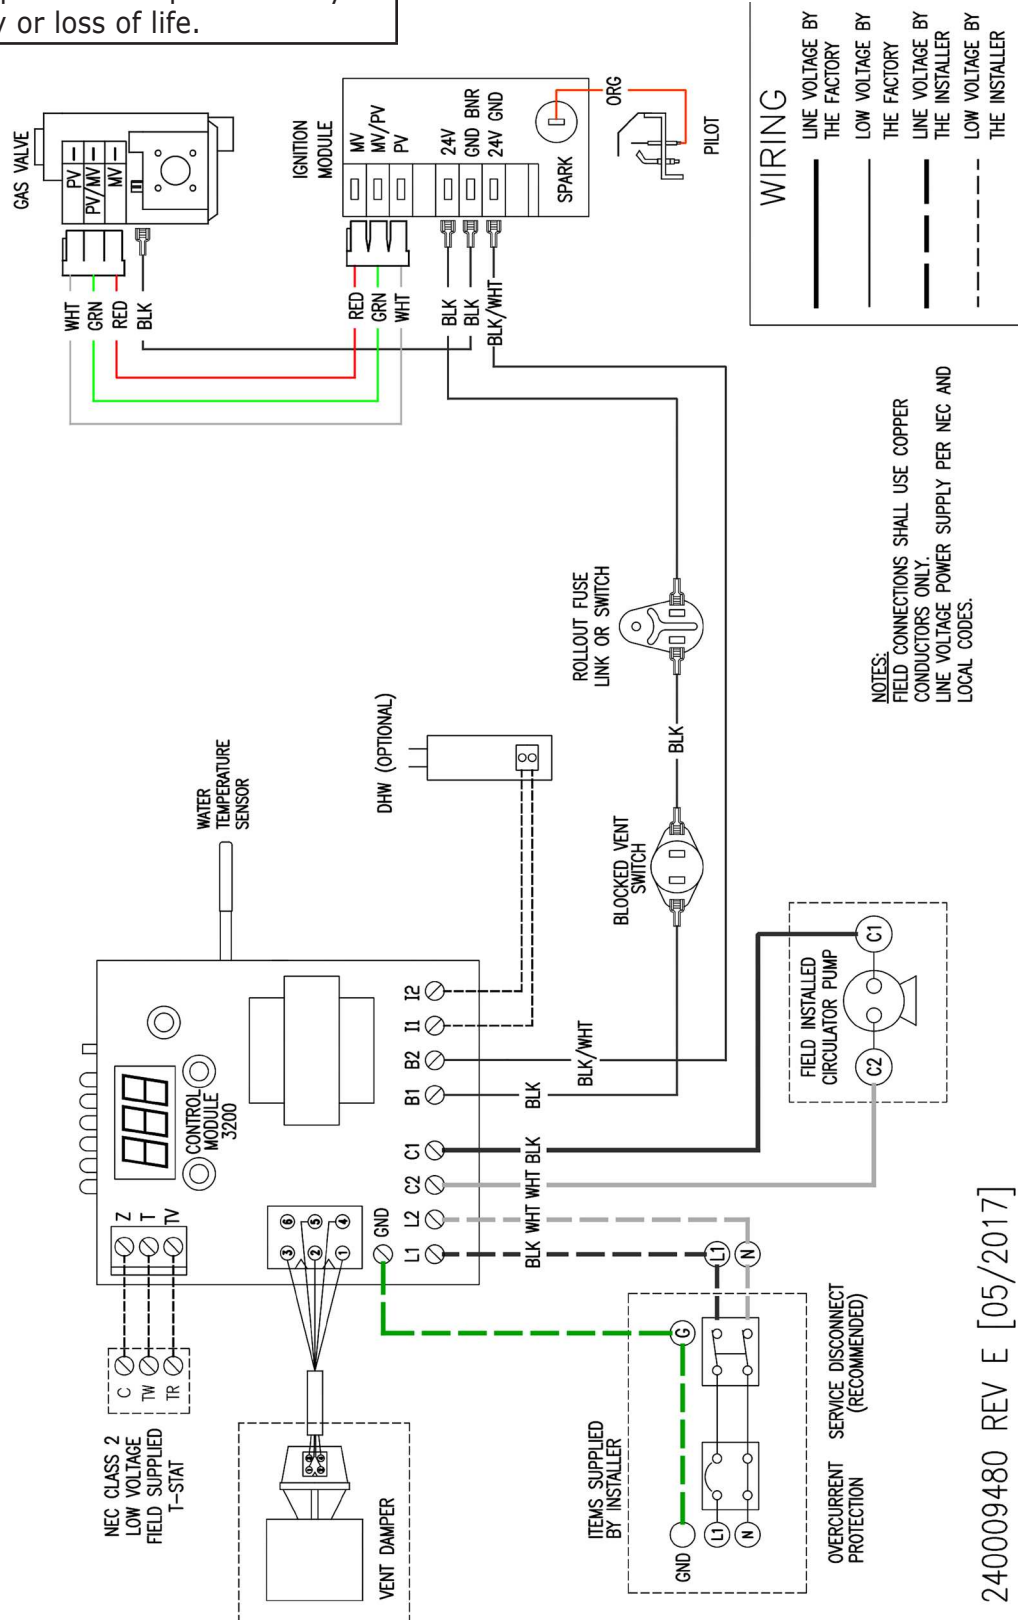 y or loss of life.
GAS VALVE
PV
PV/MV
MV
WHT
GRN
RED
BLK
IGNITION
MODULE
MV
MV/PV
PV
24V
GND BNR
24V GND
SPARK
ORG
PILOT
RED
GRN
WHT
BLK
BLK
BLK/WHT
WIRING
LINE VOLTAGE BY
THE FACTORY
LOW VOLTAGE BY
THE FACTORY
LINE VOLTAGE BY
THE INSTALLER
LOW VOLTAGE BY
THE INSTALLER
NOTES:
FIELD CONNECTIONS SHALL USE COPPER
CONDUCTORS ONLY.
LINE VOLTAGE POWER SUPPLY PER NEC AND
LOCAL CODES.
ROLLOUT FUSE
LINK OR SWITCH
BLK
BLOCKED VENT
SWITCH
DHW (OPTIONAL)
WATER
TEMPERATURE
SENSOR
CONTROL
MODULE
3200
Z
T
TV
C
TW
TR
NEC CLASS 2
LOW VOLTAGE
FIELD SUPPLIED
T-STAT
3
2
1
6
5
4
GND
L1
L2
C2
C1
B1
B2
I1
I2
BLK
WHT
WHT
BLK
BLK
BLK/WHT
FIELD INSTALLED
CIRCULATOR PUMP
C1
C2
VENT DAMPER
L1
N
G
ITEMS SUPPLIED
BY INSTALLER
GND
L1
N
OVERCURRENT
PROTECTION
SERVICE DISCONNECT
(RECOMMENDED)
240009480 REV E [05/2017]